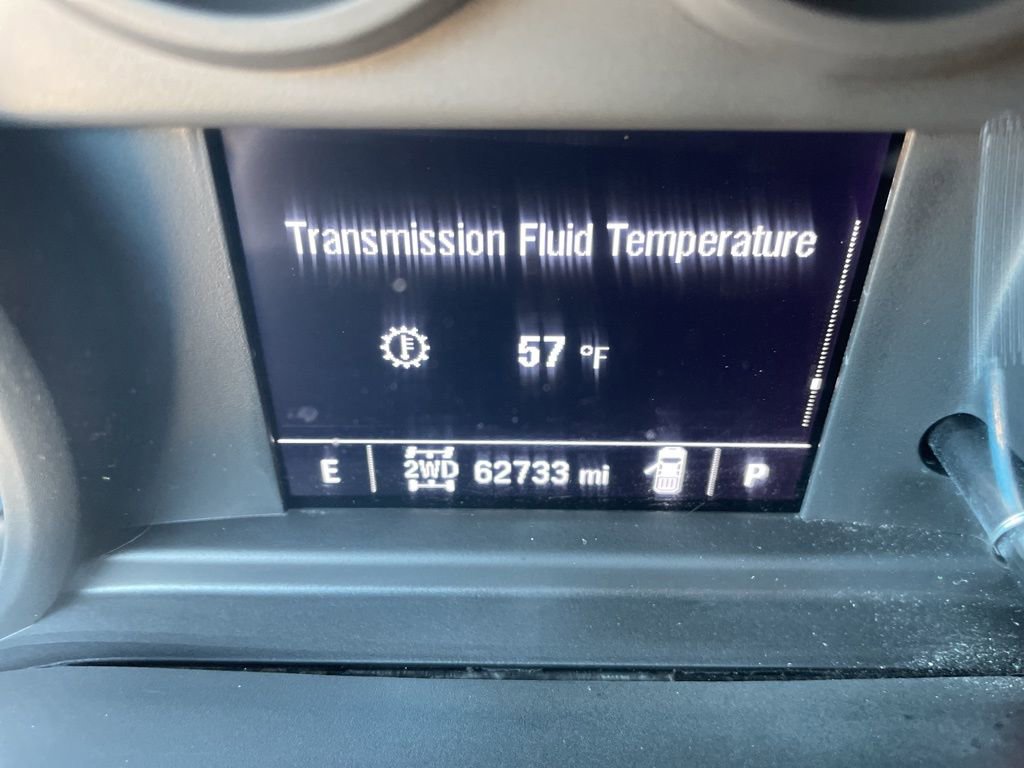 Transmission Fluid Temperature
57 °F
E 2WD 62733 mi P